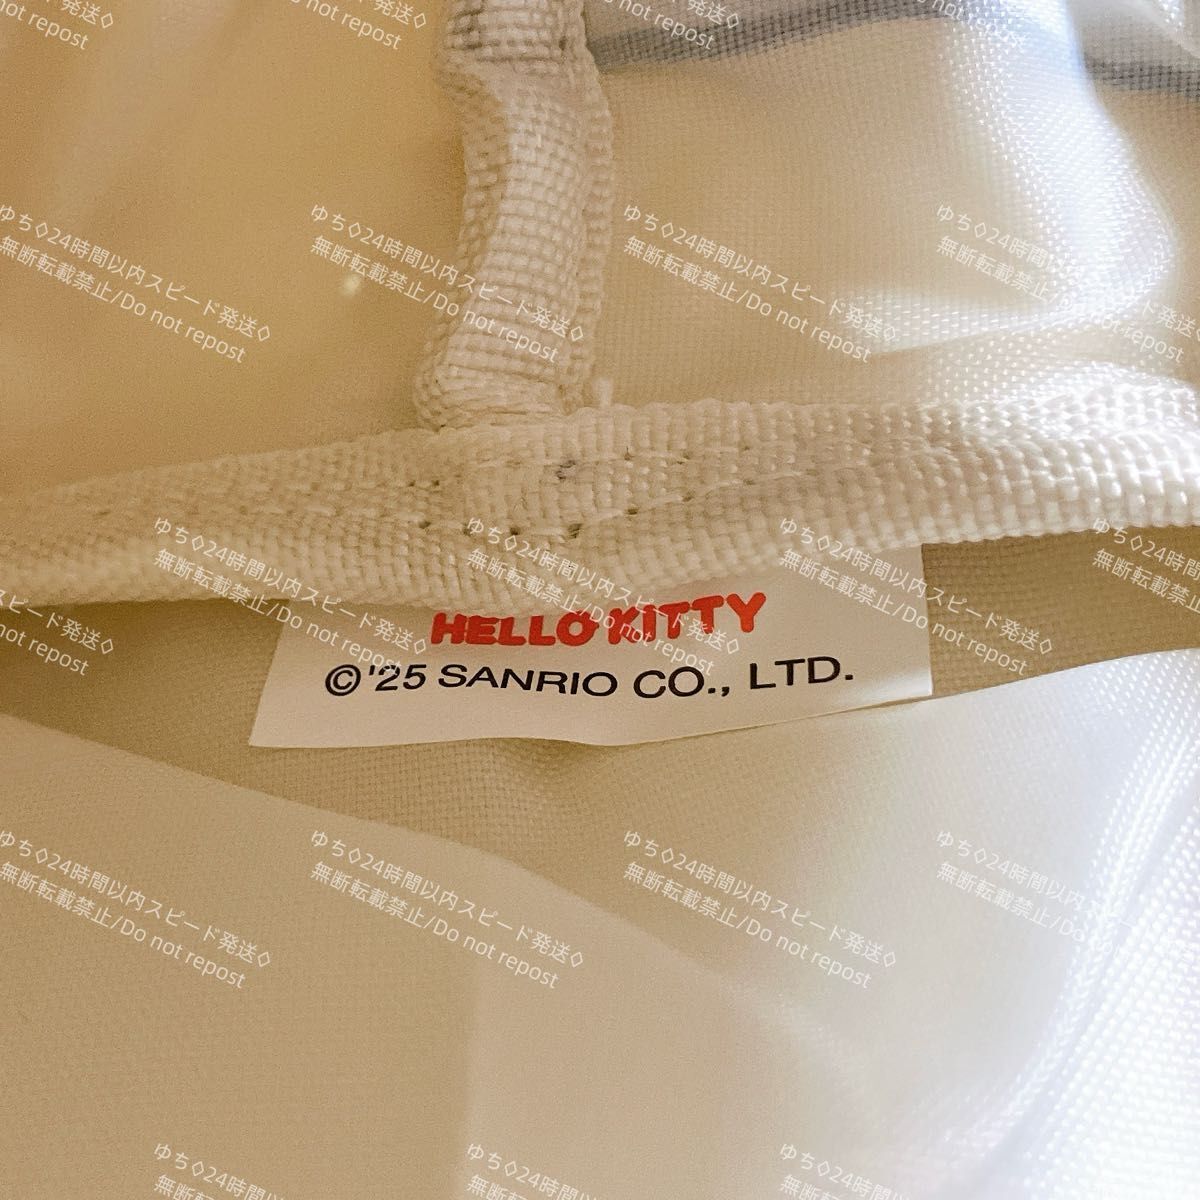 HELLO KITTY
©'25 SANRIO CO., LTD.
ゆち◇24時間以内スピード発送◇
無断転載禁止/Do not repost